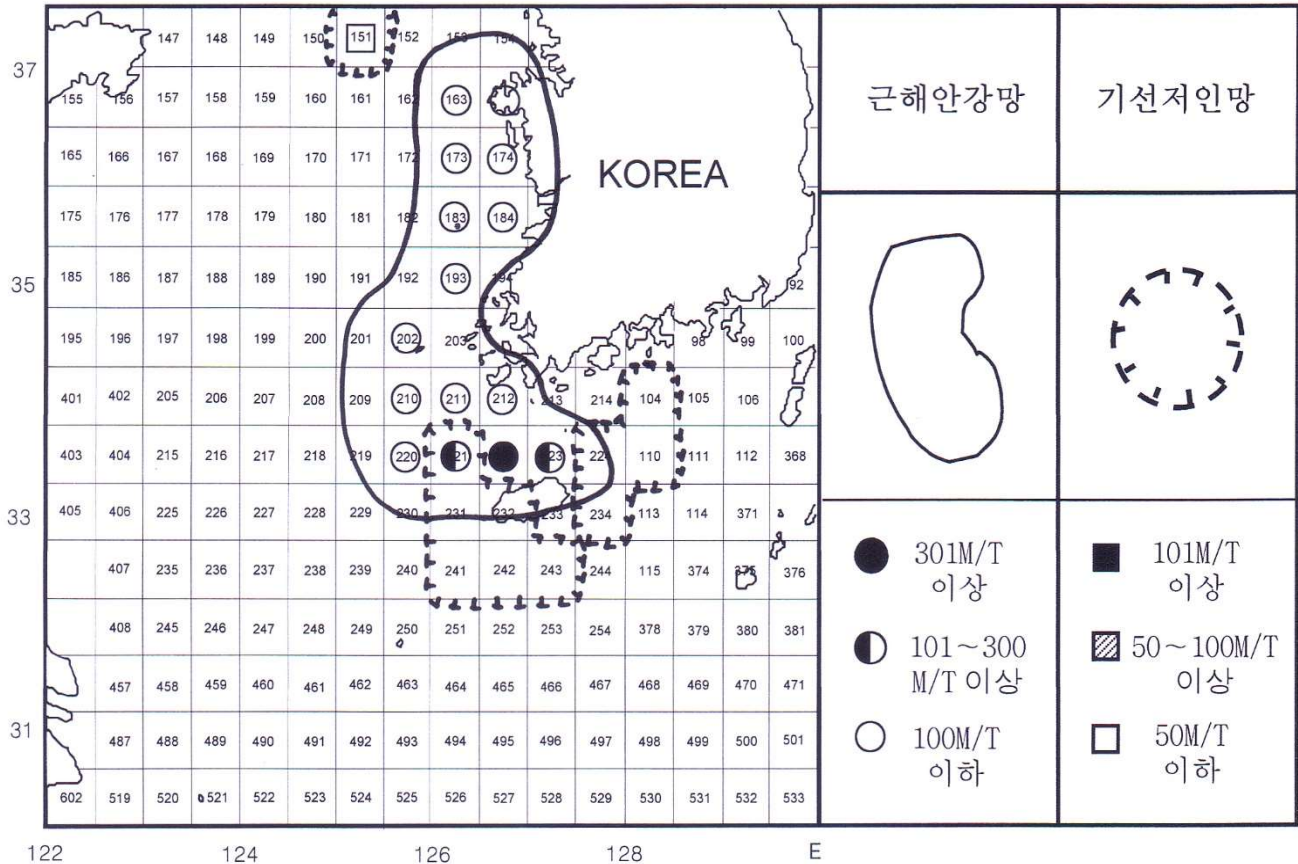 147 148 149 150 151 152 153 154
37
155 156 157 158 159 160 161 162 163
165 166 167 168 169 170 171 172 173 174
KOREA
175 176 177 178 179 180 181 182 183 184
35 185 186 187 188 189 190 191 192 193 194 92
195 196 197 198 199 200 201 202 203 98 99 100
401 402 205 206 207 208 209 210 211 212 213 214 104 105 106
403 404 215 216 217 218 219 220 110 111 112 368
33 405 406 225 226 227 228 229 230 231 232 233 234 113 114 371
407 235 236 237 238 239 240 241 242 243 244 115 374 375 376
408 245 246 247 248 249 250 251 252 253 254 378 379 380 381
457 458 459 460 461 462 463 464 465 466 467 468 469 470 471
31 487 488 489 490 491 492 493 494 495 496 497 498 499 500 501
602 519 520 521 522 523 524 525 526 527 528 529 530 531 532 533
122 124 126 128 E
근해안강망
기선저인망
301M/T
이상
101M/T
이상
101~300
M/T 이상
50~100M/T
이상
100M/T
이하
50M/T
이하